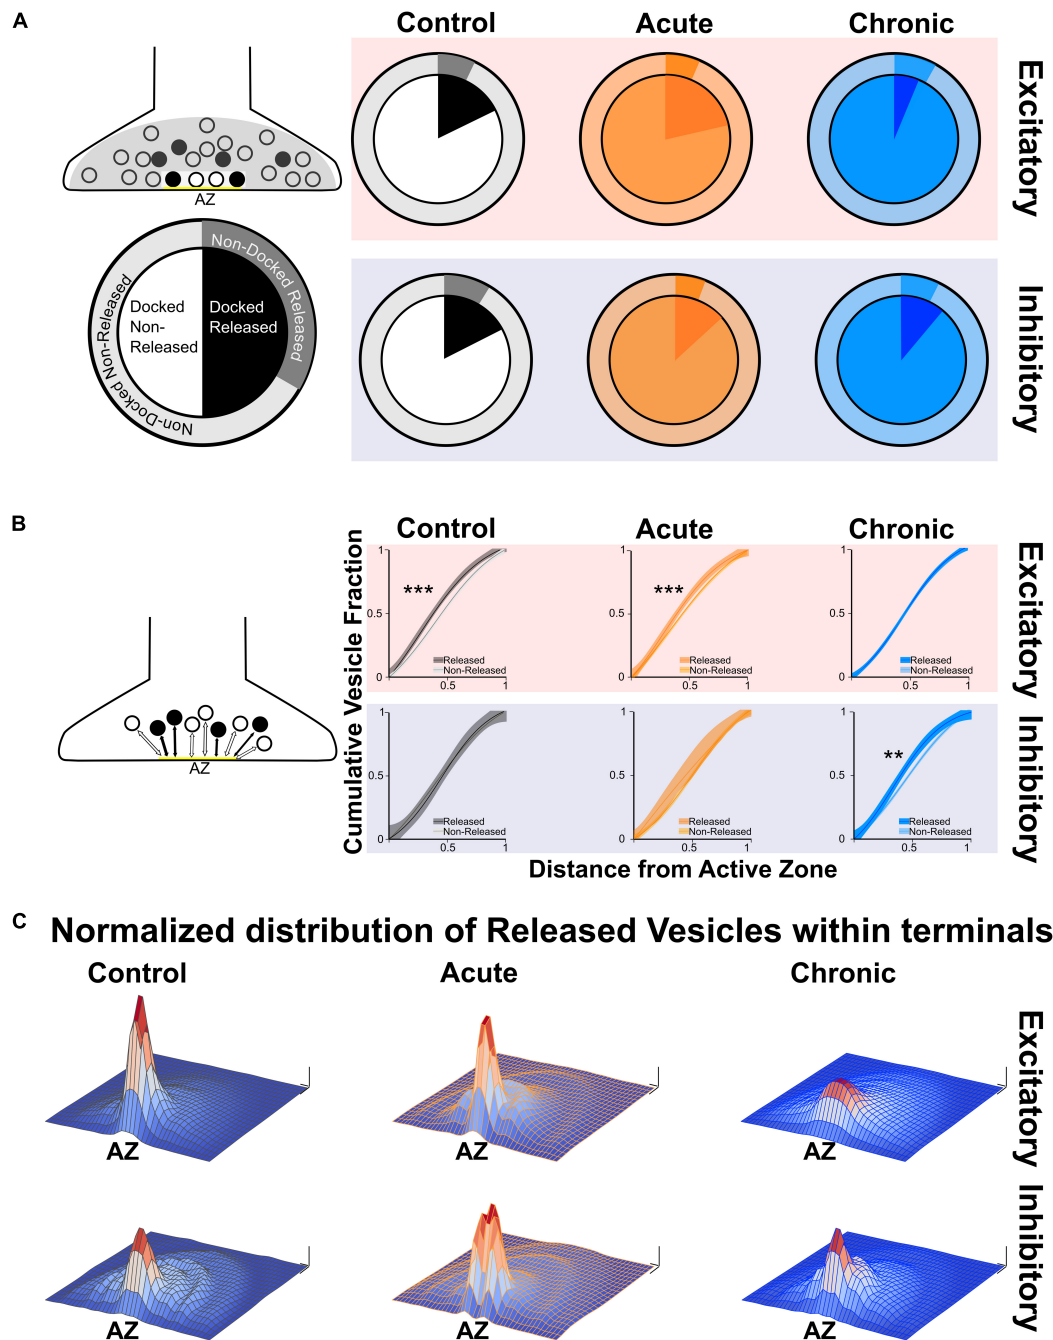 A
Control
Acute
Chronic
Excitatory
AZ
Non-Docked Released
Docked
Non-
Released
Docked
Released
Non-Docked Non-Released
Inhibitory
B
Control
Acute
Chronic
Cumulative Vesicle Fraction
Excitatory
1
0.5
0
***
Released
Non-Released
0.5
1
1
0.5
0
***
Released
Non-Released
0.5
1
1
0.5
0
Released
Non-Released
0.5
1
AZ
Inhibitory
1
0.5
0
Released
Non-Released
0.5
1
1
0.5
0
Released
Non-Released
0.5
1
1
0.5
0
**
Released
Non-Released
0.5
1
Distance from Active Zone
C
Normalized distribution of Released Vesicles within terminals
Control
Acute
Chronic
Excitatory
AZ
AZ
AZ
Inhibitory
AZ
AZ
AZ